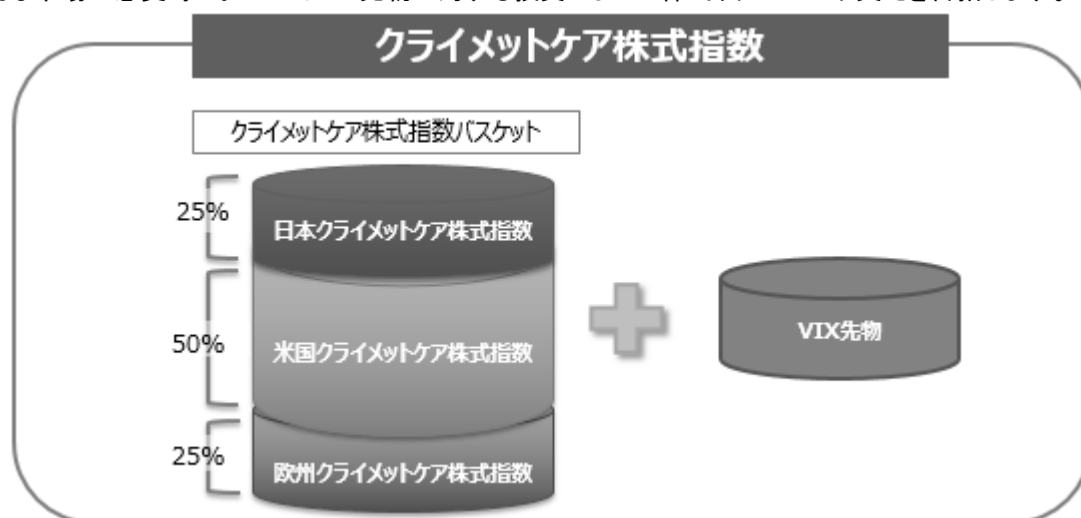 クライメットケア株式指数
クライメットケア株式指数バスケット
25%
日本クライメットケア株式指数
50%
米国クライメットケア株式指数
VIX先物
25%
欧州クライメットケア株式指数